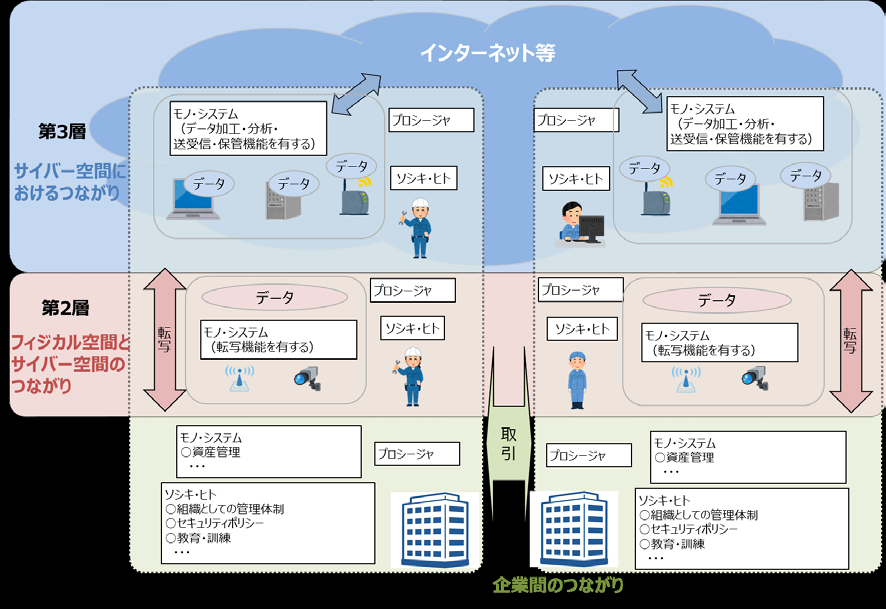 インターネット等
第3層
サイバー空間に
おけるつながり
モノ・システム
（データ加工・分析・
送受信・保管機能を有する）
データ
データ
データ
プロシージャ
ソシキ・ヒト
プロシージャ
ソシキ・ヒト
モノ・システム
（データ加工・分析・
送受信・保管機能を有する）
データ
データ
データ
第2層
フィジカル空間と
サイバー空間の
つながり
転写
データ
モノ・システム
（転写機能を有する）
プロシージャ
ソシキ・ヒト
プロシージャ
ソシキ・ヒト
データ
モノ・システム
（転写機能を有する）
転写
モノ・システム
○資産管理
・・・
プロシージャ
ソシキ・ヒト
○組織としての管理体制
○セキュリティポリシー
○教育・訓練
・・・
取引
プロシージャ
モノ・システム
○資産管理
・・・
ソシキ・ヒト
○組織としての管理体制
○セキュリティポリシー
○教育・訓練
・・・
企業間のつながり